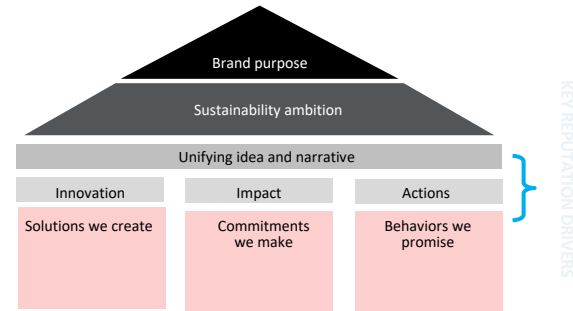 Brand purpose
Sustainability ambition
Unifying idea and narrative
Innovation
Impact
Actions
Solutions we create
Commitments
we make
Behaviors we
promise
KEY REPUTATION DRIVERS